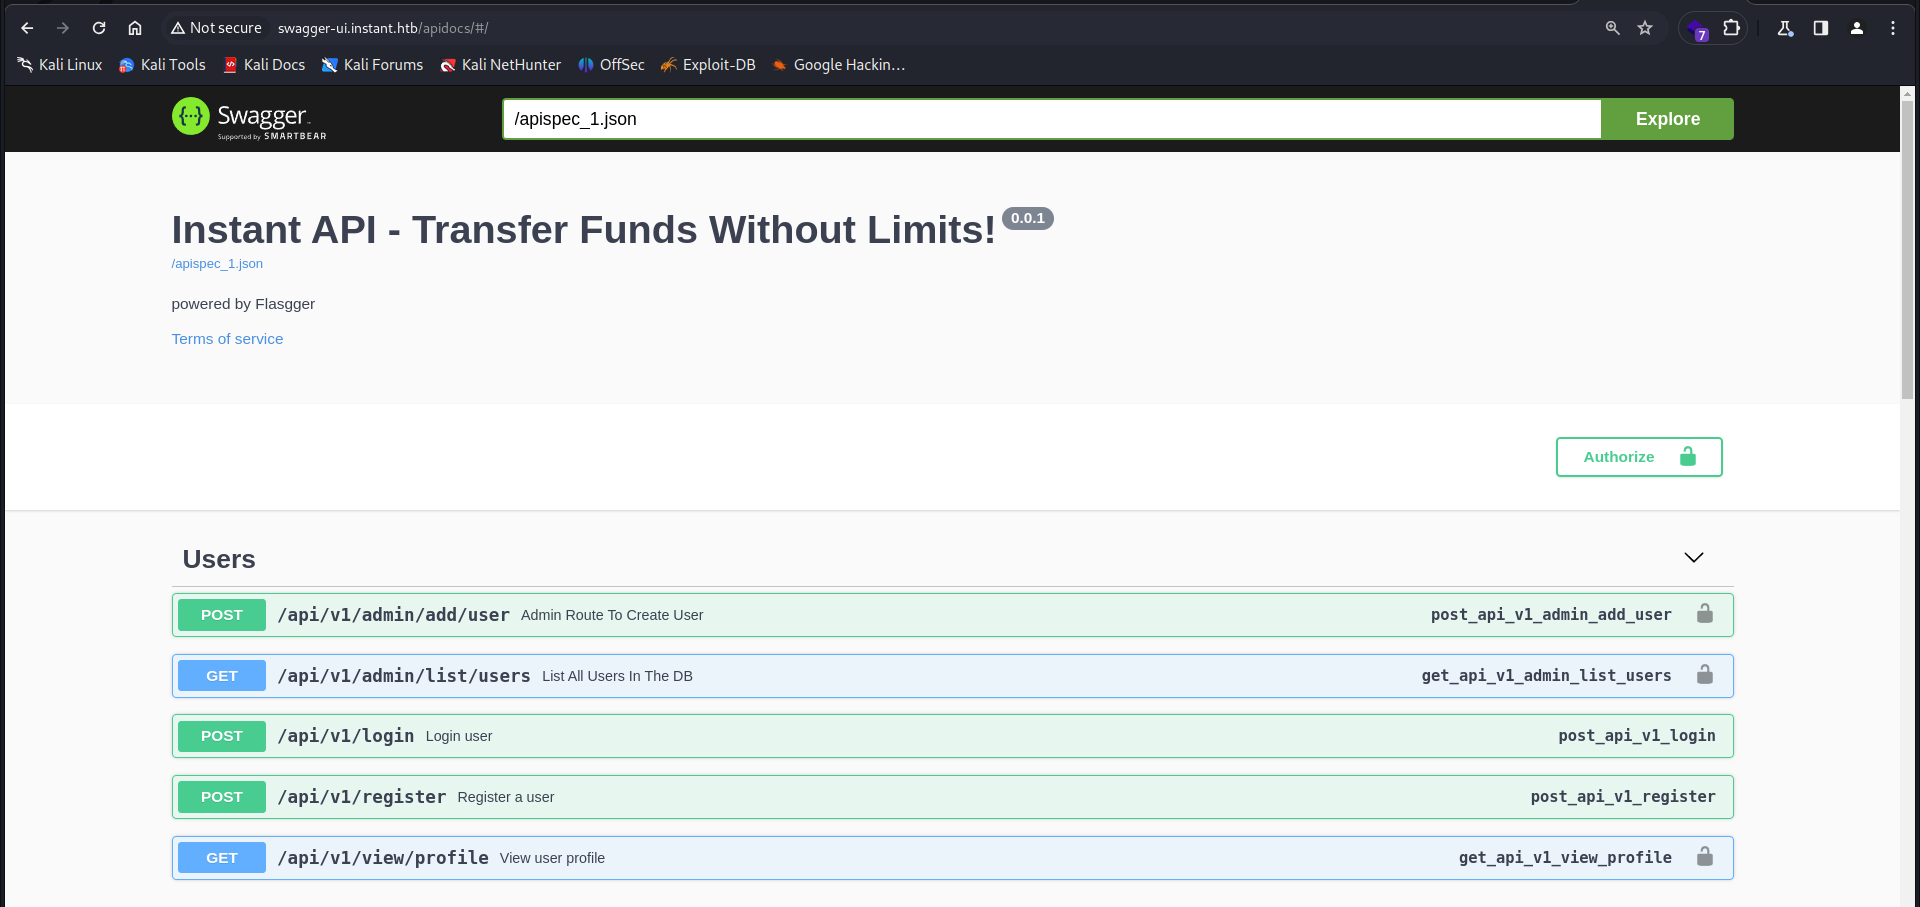 Not secure swagger-ui.instant.htb/apidocs/#/
7
Kali Linux Kali Tools Kali Docs Kali Forums Kali NetHunter OffSec Exploit-DB Google Hackin…
{···} Swagger™
Supported by SMARTBEAR
/apispec_1.json
Explore
Instant API - Transfer Funds Without Limits! 0.0.1
/apispec_1.json
powered by Flasgger
Terms of service
Authorize
Users
POST /api/v1/admin/add/user Admin Route To Create User post_api_v1_admin_add_user
GET /api/v1/admin/list/users List All Users In The DB get_api_v1_admin_list_users
POST /api/v1/login Login user post_api_v1_login
POST /api/v1/register Register a user post_api_v1_register
GET /api/v1/view/profile View user profile get_api_v1_view_profile